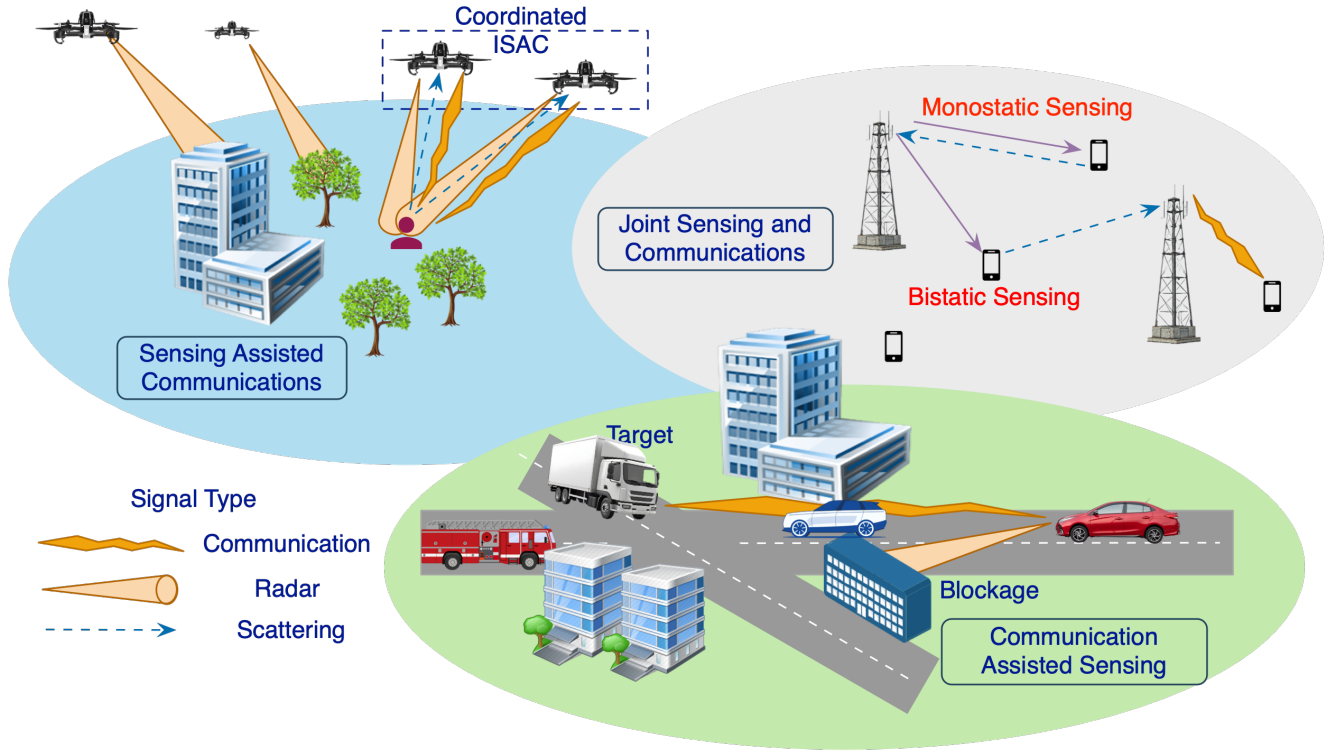 Coordinated
ISAC
Monostatic Sensing
Joint Sensing and
Communications
Bistatic Sensing
Sensing Assisted
Communications
Target
Signal Type
Communication
Radar
Scattering
Blockage
Communication
Assisted Sensing